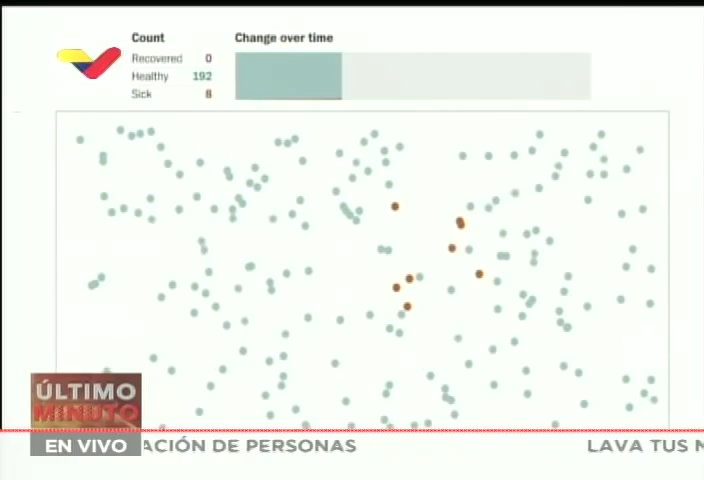 Count
Change over time
Recovered 0
Healthy 192
Sick 8
ÚLTIMO
MINUTO
EN VIVO
ACIÓN DE PERSONAS
LAVA TUS